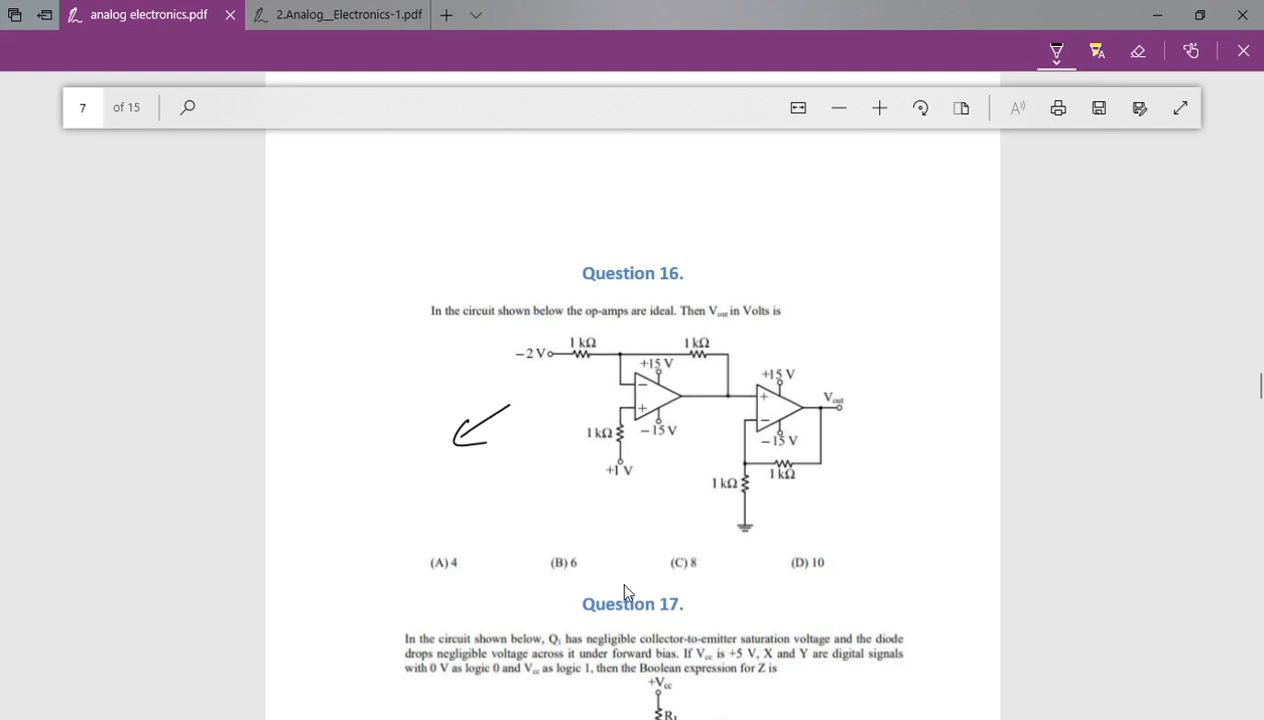 analog electronics.pdf
2.Analog_Electronics-1.pdf
7 of 15
Question 16.
In the circuit shown below the op-amps are ideal. Then Vout in Volts is
1 kΩ 1 kΩ
−2 V
+15 V
+15 V
Vout
−
+
+
−
1 kΩ −15 V
−15 V
+1 V 1 kΩ
1 kΩ
(A) 4 (B) 6 (C) 8 (D) 10
Question 17.
In the circuit shown below, Q1 has negligible collector-to-emitter saturation voltage and the diode
drops negligible voltage across it under forward bias. If Vcc is +5 V, X and Y are digital signals
with 0 V as logic 0 and Vcc as logic 1, then the Boolean expression for Z is
+Vcc
R1